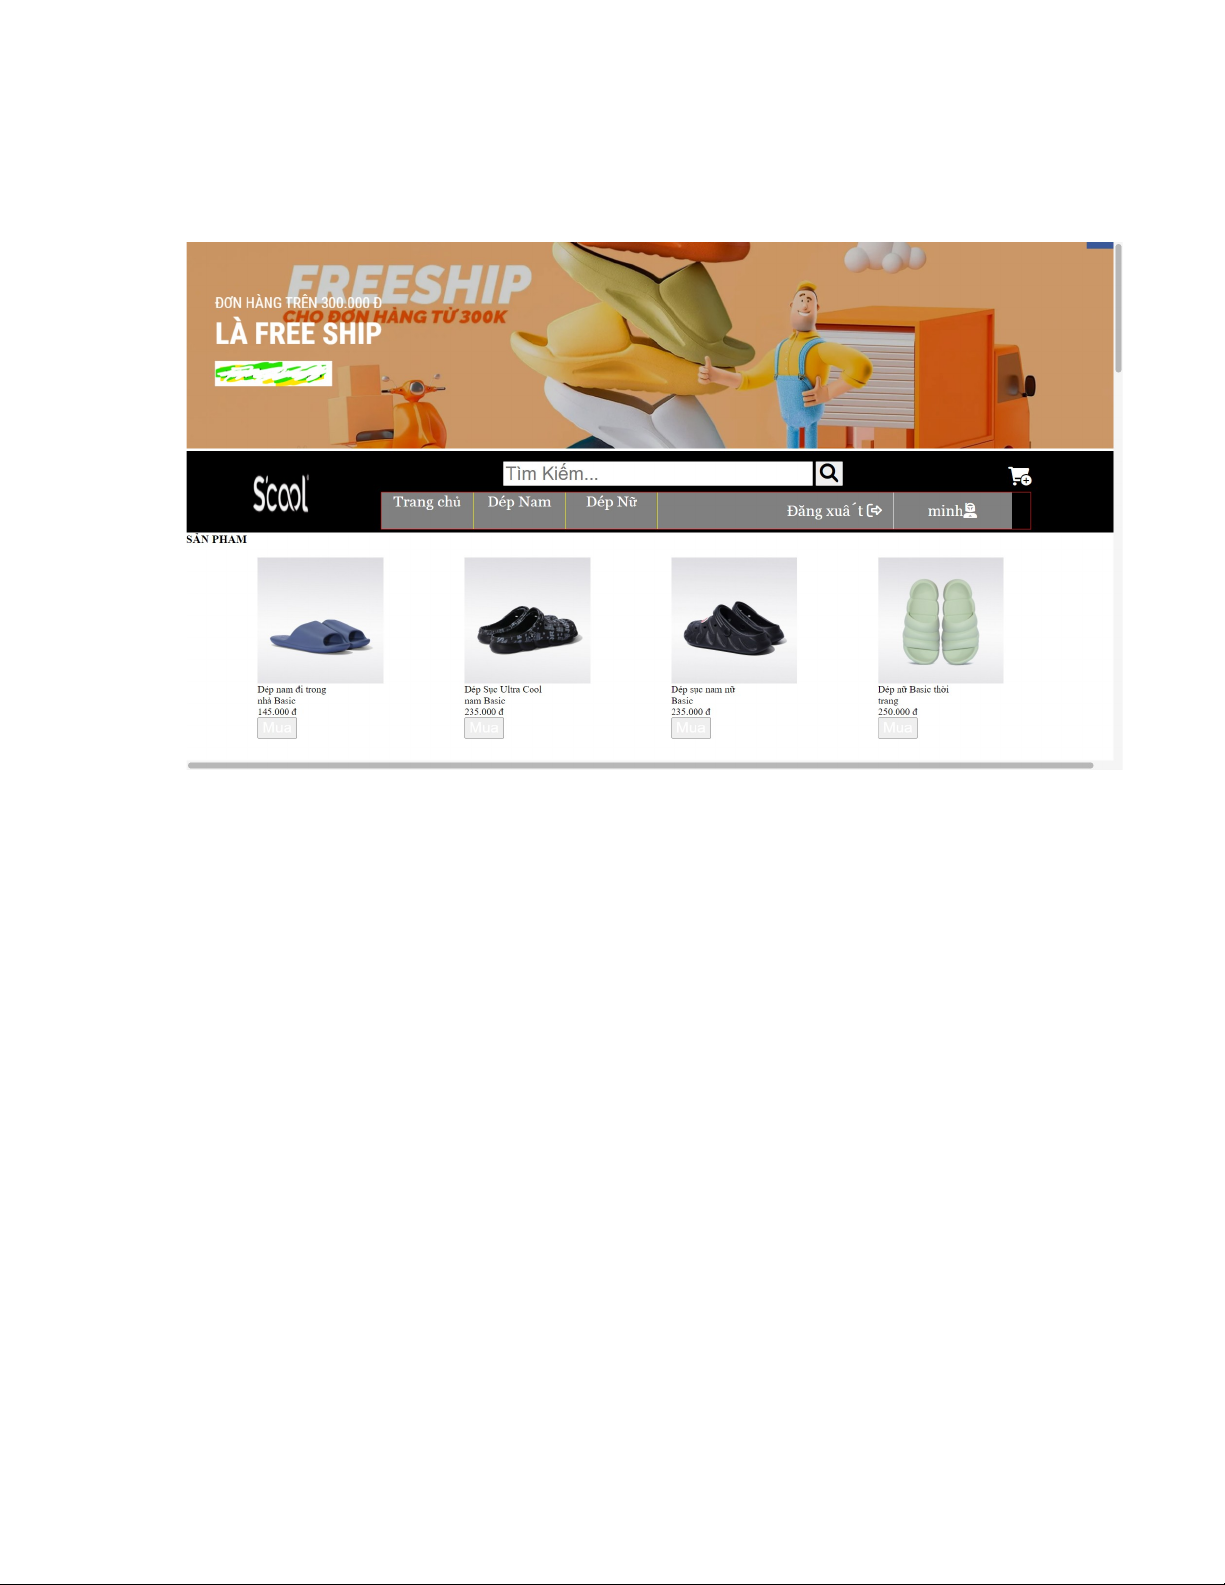 FREESHIP
CHO ĐƠN HÀNG TỪ 300K
ĐƠN HÀNG TRÊN 300.000 Đ
LÀ FREE SHIP
S'cool
Tìm Kiếm...
Trang chủ
Dép Nam
Dép Nữ
Đăng xuất
minh
SẢN PHAM
Dép nam đi trong
nhà Basic
145.000 đ
Mua
Dép Sục Ultra Cool
nam Basic
235.000 đ
Mua
Dép sục nam nữ
Basic
235.000 đ
Mua
Dép nữ Basic thời
trang
250.000 đ
Mua